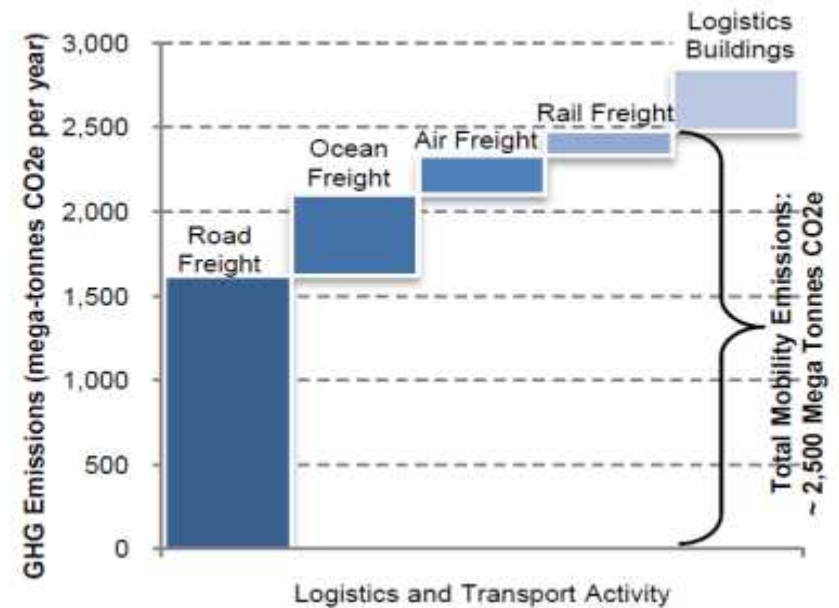 GHG Emissions (mega-tonnes CO2e per year)
3,000
2,500
2,000
1,500
1,000
500
0
Road
Freight
Ocean
Freight
Air Freight
Rail Freight
Logistics
Buildings
Total Mobility Emissions:
~ 2,500 Mega Tonnes CO2e
Logistics and Transport Activity